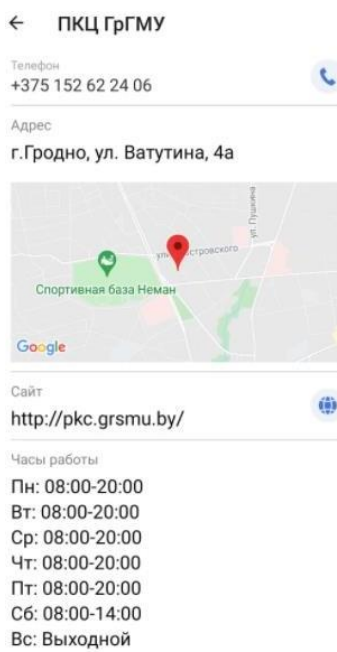 ПКЦ ГрГМУ
Телефон
+375 152 62 24 06
Адрес
г.Гродно, ул. Ватутина, 4а
ул. Пушкина
островского
Спортивная база Неман
Google
Сайт
http://pkc.grsmu.by/
Часы работы
Пн: 08:00-20:00
Вт: 08:00-20:00
Ср: 08:00-20:00
Чт: 08:00-20:00
Пт: 08:00-20:00
Сб: 08:00-14:00
Вс: Выходной